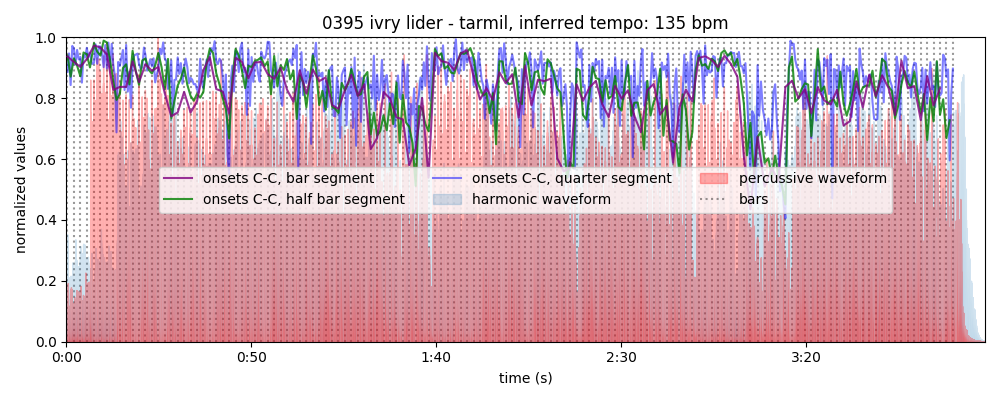 0395 ivry lider - tarmil, inferred tempo: 135 bpm
normalized values
1.0
0.8
0.6
0.4
0.2
0.0
onsets C-C, bar segment
onsets C-C, half bar segment
onsets C-C, quarter segment
harmonic waveform
percussive waveform
bars
0:00 0:50 1:40 2:30 3:20
time (s)